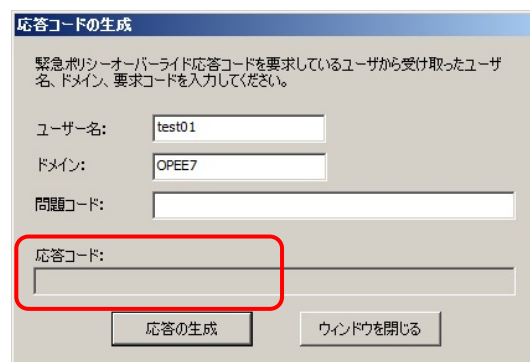 応答コードの生成
緊急ポリシーオーバーライド応答コードを要求しているユーザから受け取ったユーザ
名、ドメイン、要求コードを入力してください。
ユーザー名: test01
ドメイン: OPEE7
問題コード:
応答コード:
応答の生成 ウィンドウを閉じる